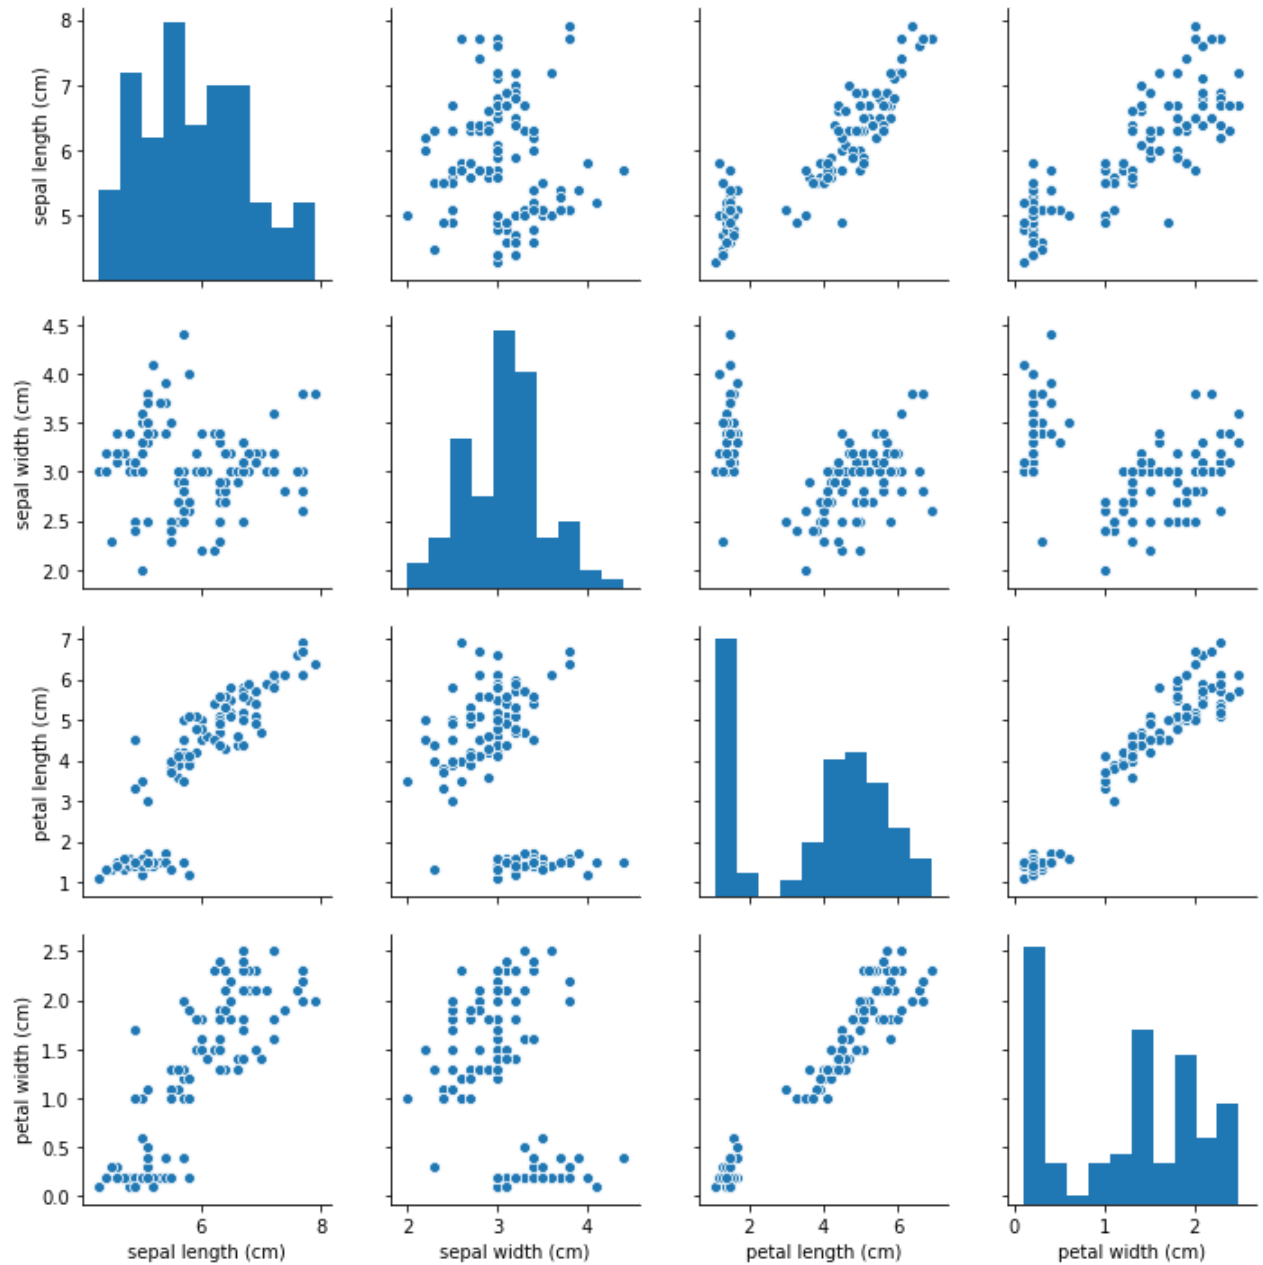 8
7
6
5
sepal length (cm)
4.5
4.0
3.5
3.0
2.5
2.0
sepal width (cm)
7
6
5
4
3
2
1
petal length (cm)
2.5
2.0
1.5
1.0
0.5
0.0
petal width (cm)
6 8
sepal length (cm)
2 3 4
sepal width (cm)
2 4 6
petal length (cm)
0 1 2
petal width (cm)